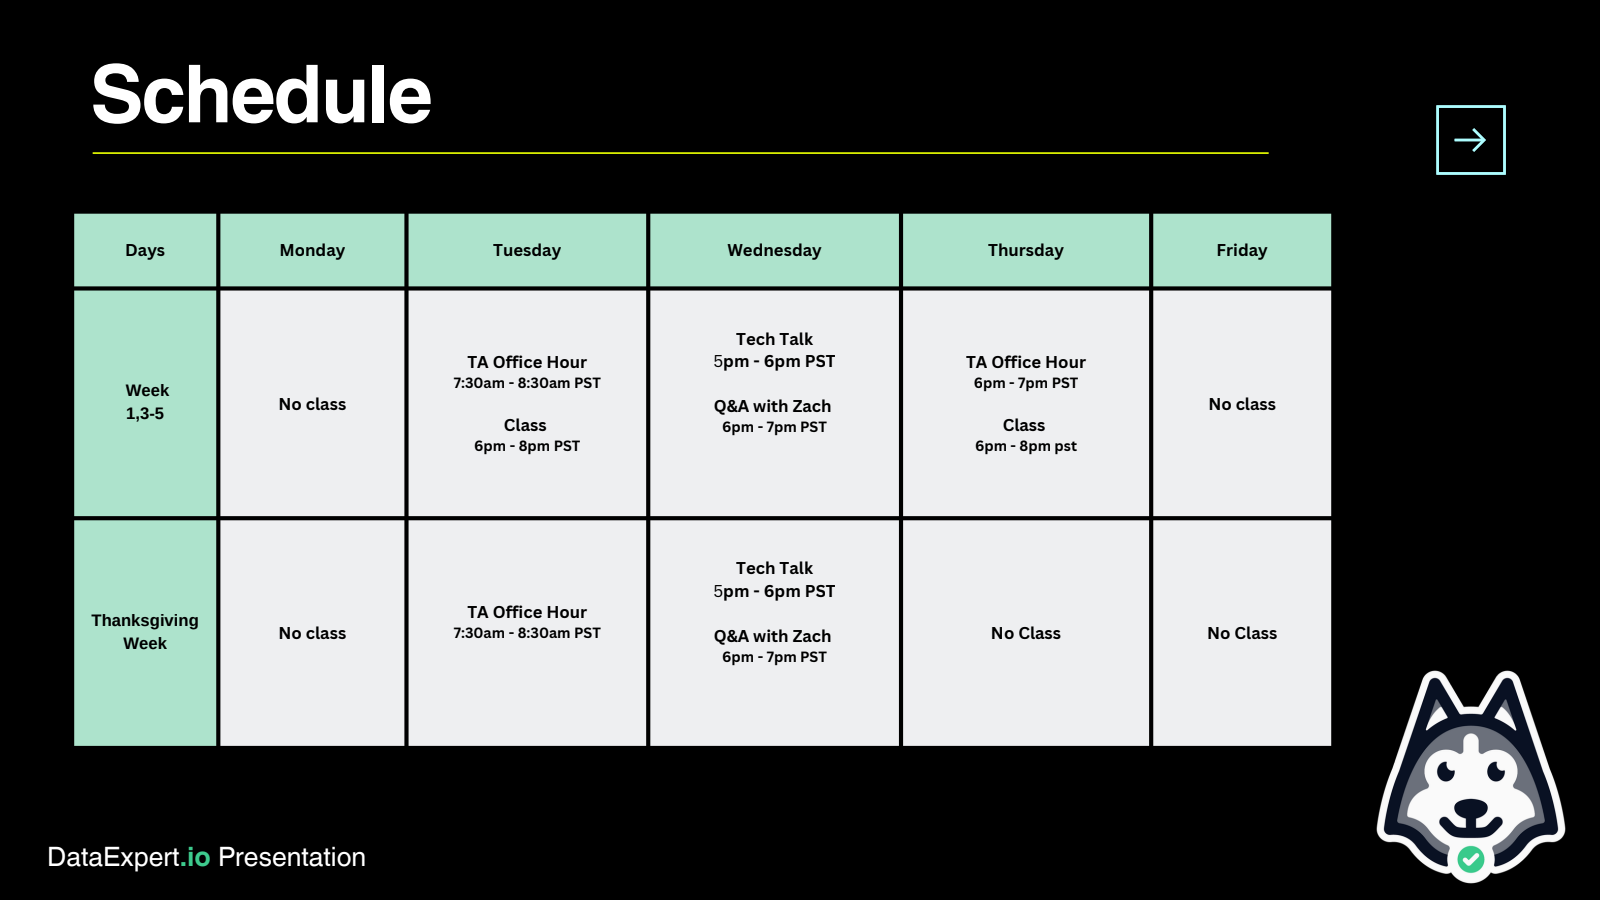 Schedule
Days
Monday
Tuesday
Wednesday
Thursday
Friday
Week
1,3-5
No class
TA Office Hour
7:30am - 8:30am PST
Class
6pm - 8pm PST
Tech Talk
5pm - 6pm PST
Q&A with Zach
6pm - 7pm PST
TA Office Hour
6pm - 7pm PST
Class
6pm - 8pm pst
No class
Thanksgiving
Week
No class
TA Office Hour
7:30am - 8:30am PST
Tech Talk
5pm - 6pm PST
Q&A with Zach
6pm - 7pm PST
No Class
No Class
DataExpert.io Presentation